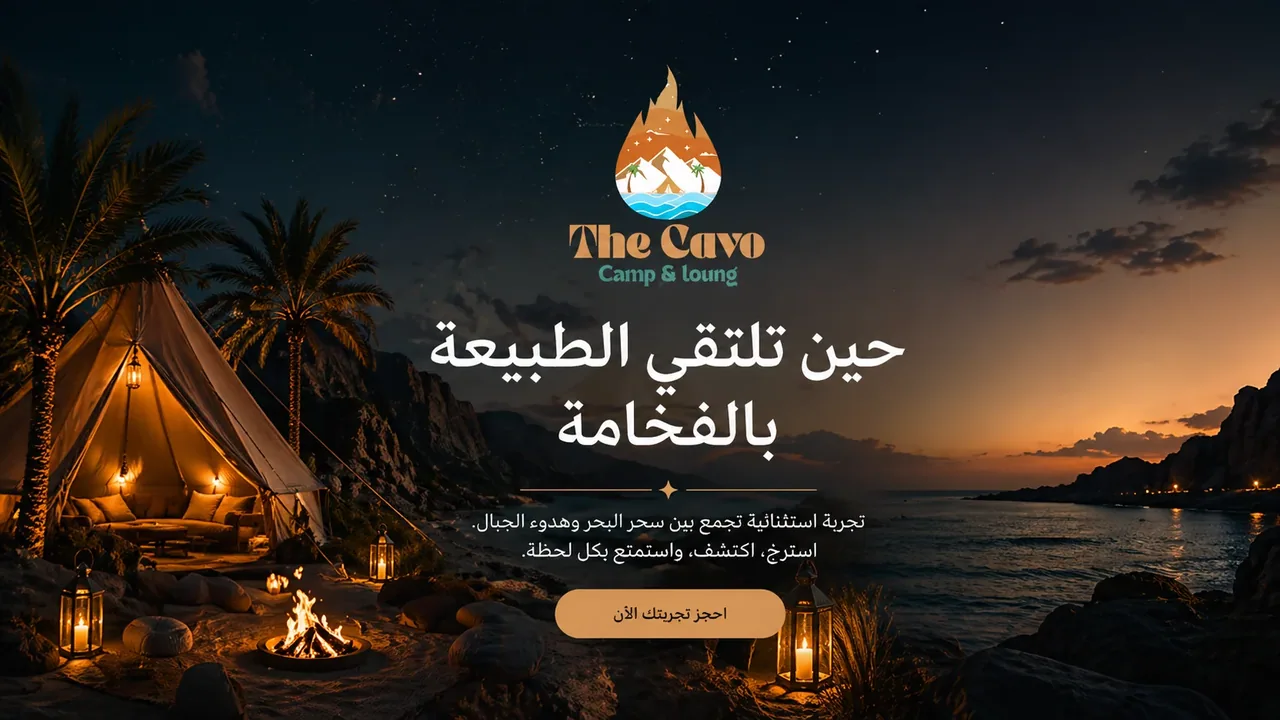 The Cavo
Camp & loung
حين تلتقي الطبيعة
بالفخامة
تجربة استثنائية تجمع بين سحر البحر وهدوء الجبال.
استرخِ، اكتشف، واستمتع بكل لحظة.
احجز تجربتك الآن